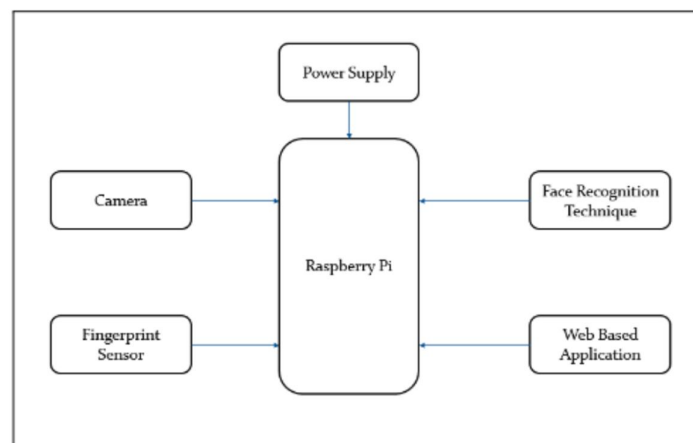 Power Supply
Camera
Face Recognition
Technique
Raspberry Pi
Fingerprint
Sensor
Web Based
Application